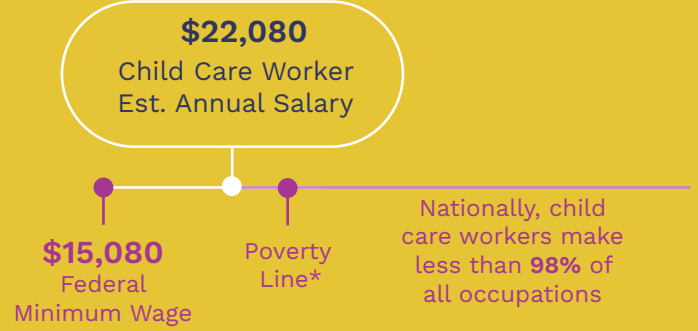 $22,080
Child Care Worker
Est. Annual Salary
$15,080
Federal
Minimum Wage
Poverty
Line*
Nationally, child
care workers make
less than 98% of
all occupations